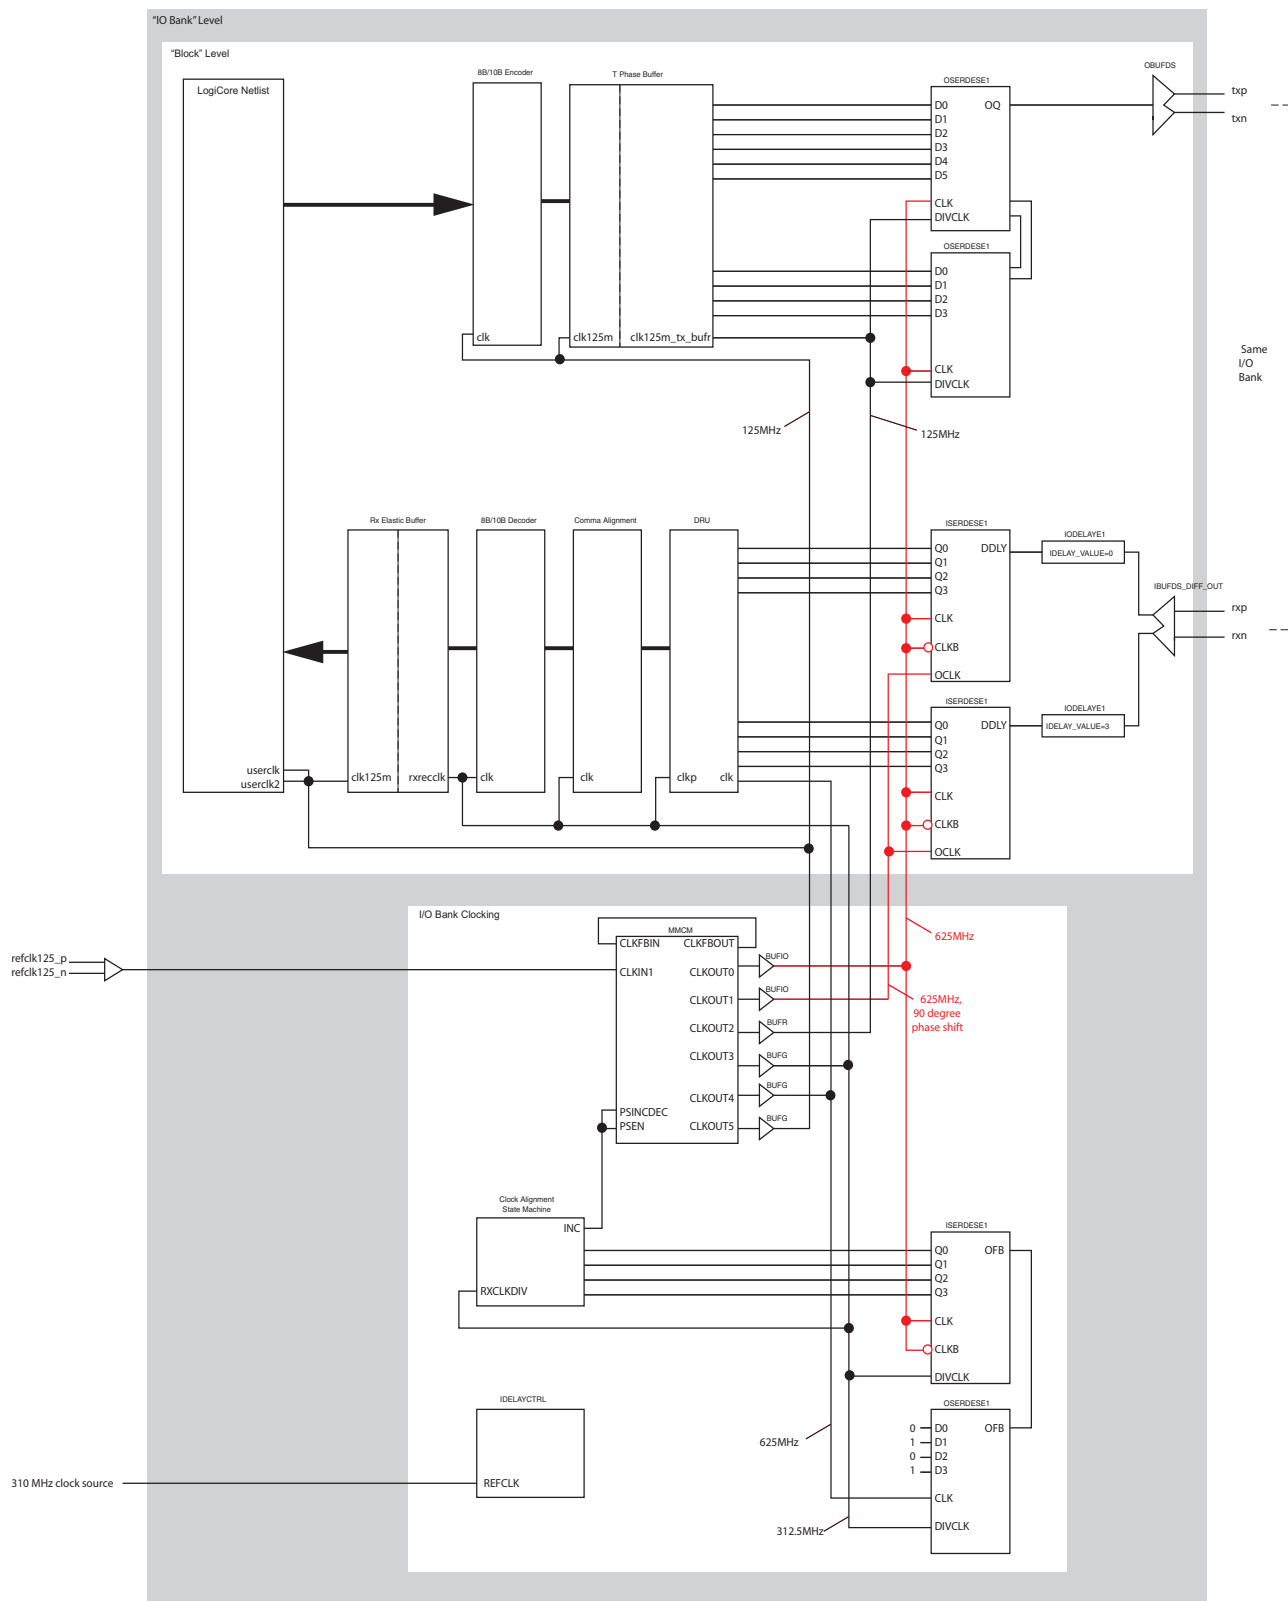 "IO Bank" Level
"Block" Level
LogiCore Netlist
8B/10B Encoder
T Phase Buffer
OSERDESE1
OBUFDS
D0
D1
D2
D3
D4
D5
OQ
CLK
DIVCLK
txp
txn
OSERDESE1
D0
D1
D2
D3
CLK
DIVCLK
clk
clk125m
clk125m_tx_bufr
Same
I/O
Bank
125MHz
125MHz
Rx Elastic Buffer
8B/10B Decoder
Comma Alignment
DRU
ISERDESE1
Q0
Q1
Q2
Q3
DDLY
CLK
CLKB
OCLK
IODELAYE1
IDELAY_VALUE=0
IBUFDS_DIFF_OUT
rxp
rxn
ISERDESE1
Q0
Q1
Q2
Q3
DDLY
CLK
CLKB
OCLK
IODELAYE1
IDELAY_VALUE=3
userclk
userclk2
clk125m
rxrecclk
clk
clk
clkp
clk
I/O Bank Clocking
MMCM
CLKFBIN
CLKFBOUT
CLKIN1
CLKOUT0
CLKOUT1
CLKOUT2
CLKOUT3
CLKOUT4
CLKOUT5
PSINCDEC
PSEN
BUFIO
BUFIO
BUFR
BUFG
BUFG
BUFG
625MHz
625MHz,
90 degree
phase shift
refclk125_p
refclk125_n
Clock Alignment
State Machine
INC
RXCLKDIV
ISERDESE1
Q0
Q1
Q2
Q3
OFB
CLK
CLKB
DIVCLK
IDELAYCTRL
REFCLK
310 MHz clock source
OSERDESE1
0 D0
1 D1
0 D2
1 D3
OFB
CLK
DIVCLK
625MHz
312.5MHz